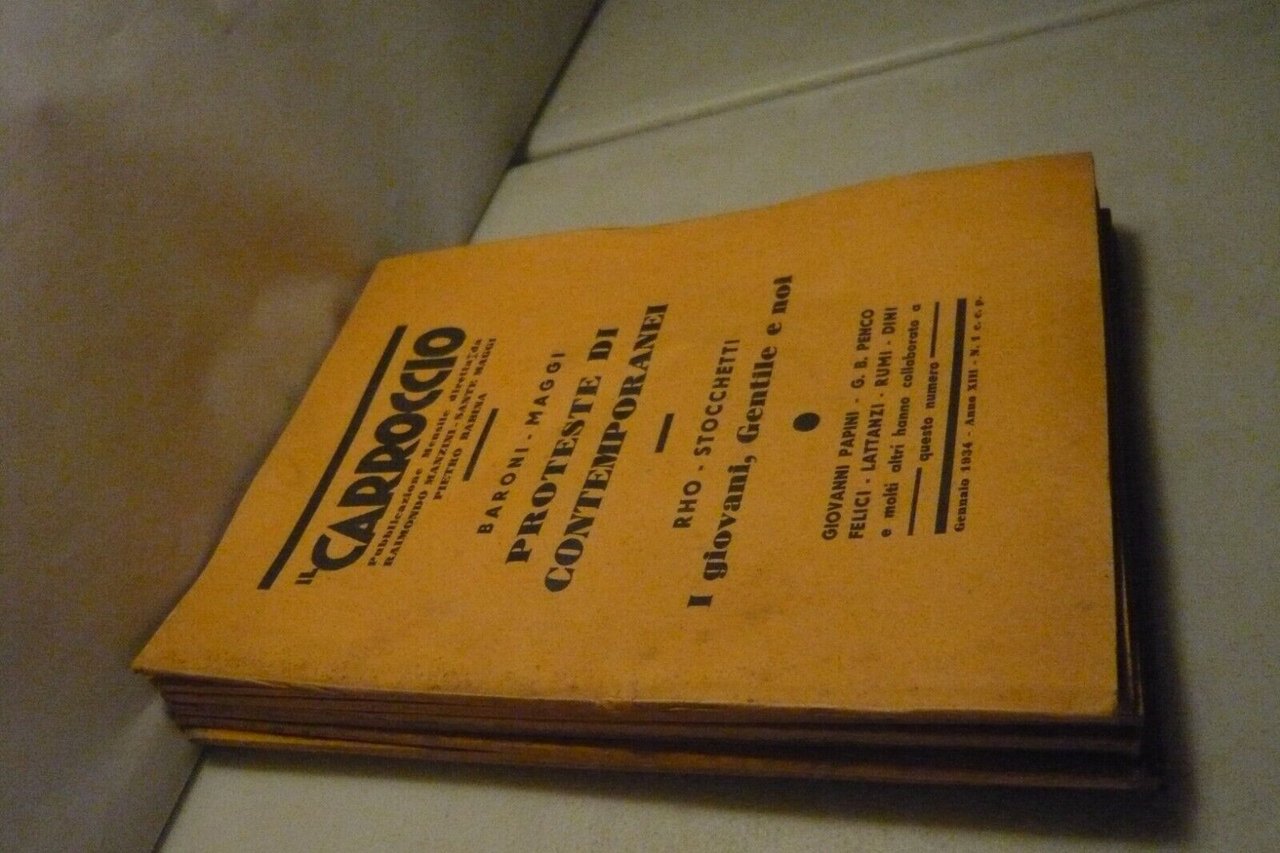 IL CARROCCIO
Pubblicazione Mensile diretta da
RAIMONDO MANZINI - SANTE MAGGI
PIETRO BABINA
BARONI - MAGGI
PROTESTE DI
CONTEMPORANEI
RHO - STOCCHETTI
I giovani, Gentile e noi
GIOVANNI PAPINI - G. B. PENCO
FELICI - LATTANZI - RUMI - DINI
e molti altri hanno collaborato a
questo numero
Gennaio 1934 - Anno XIII - N. 1 c. c. p.